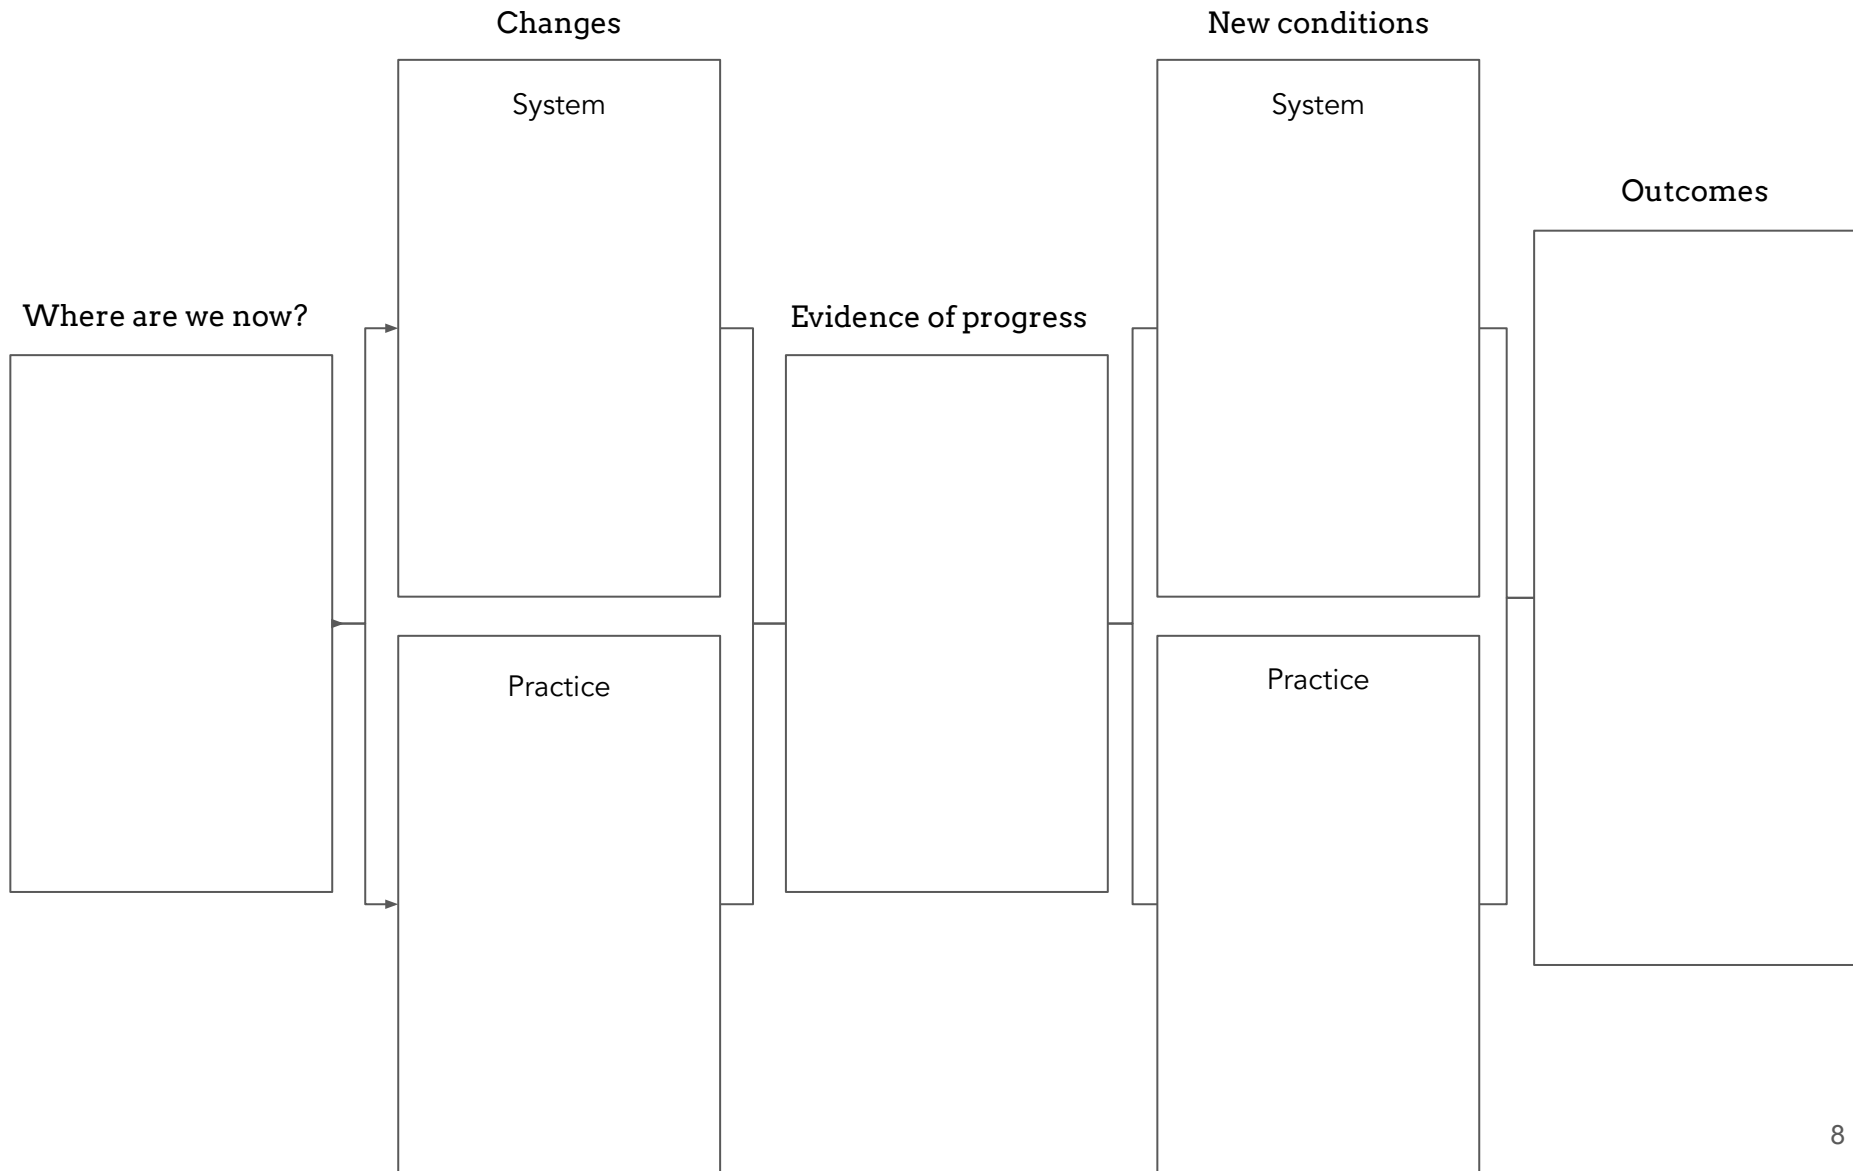 Changes
New conditions
System
System
Outcomes
Where are we now?
Evidence of progress
Practice
Practice
8